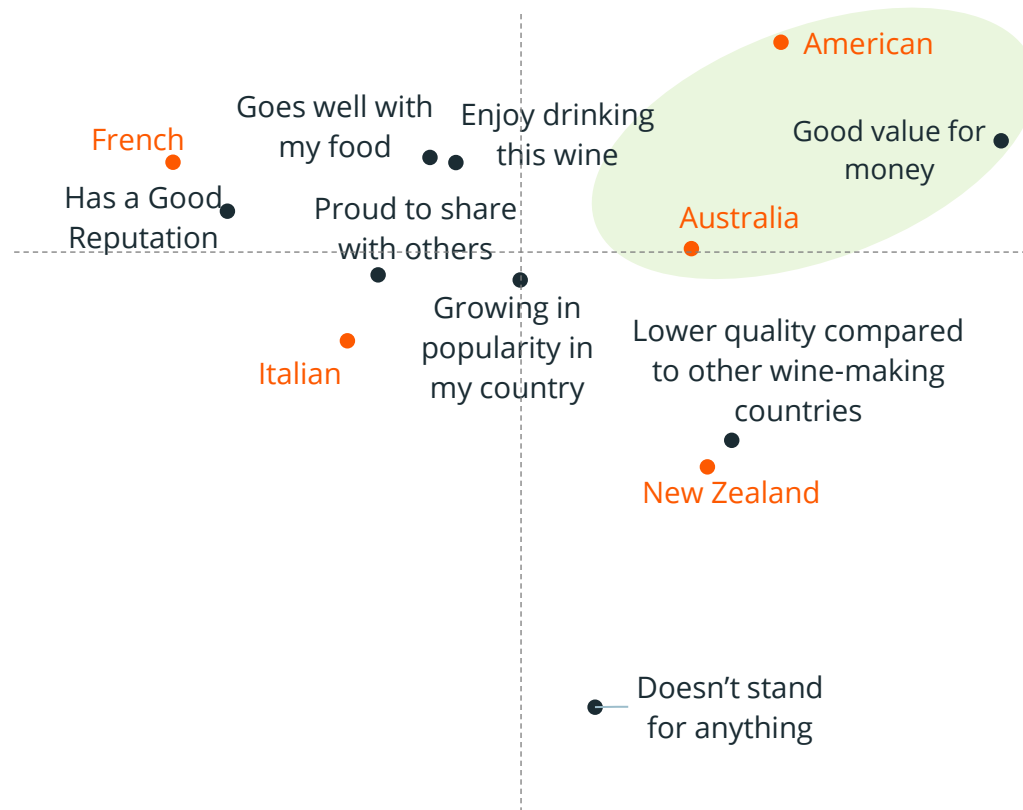 American
Goes well with
my food
Enjoy drinking
this wine
French
Good value for
money
Has a Good
Reputation
Proud to share
with others
Australia
Growing in
popularity in
my country
Lower quality compared
to other wine-making
countries
Italian
New Zealand
Doesn’t stand
for anything